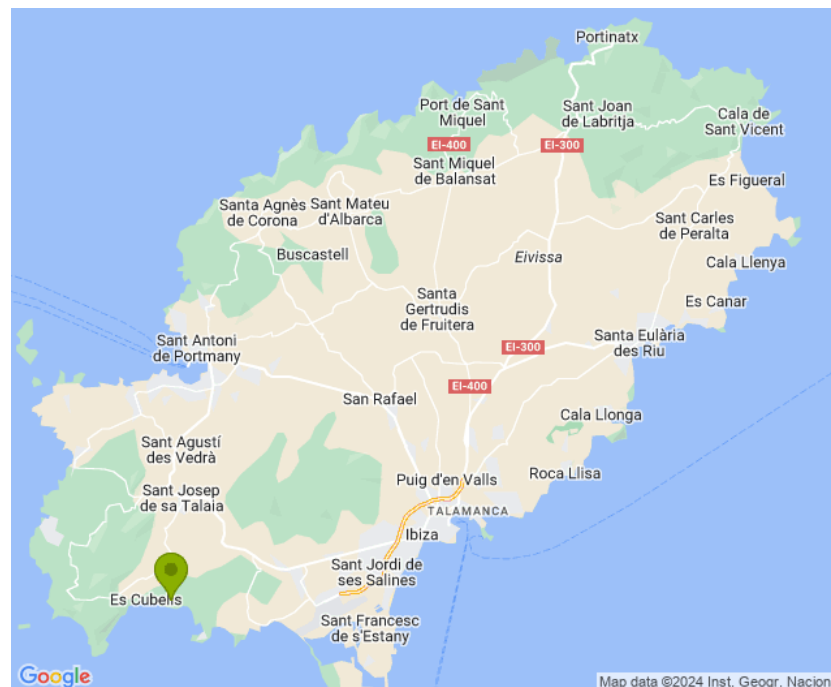 Portinatx
Port de Sant
Miquel
Sant Joan
de Labritja
Cala de
Sant Vicent
EI-400
EI-300
Sant Miquel
de Balansat
Es Figueral
Santa Agnès
de Corona
Sant Mateu
d'Albarca
Sant Carles
de Peralta
Buscastell
Eivissa
Cala Llenya
Santa
Gertrudis
de Fruitera
Es Canar
Sant Antoni
de Portmany
EI-300
Santa Eulària
des Riu
EI-400
San Rafael
Cala Llonga
Sant Agustí
des Vedrà
Puig d'en Valls
Roca Llisa
Sant Josep
de sa Talaia
TALAMANCA
Ibiza
Sant Jordi de
ses Salines
Es Cubells
Sant Francesc
de s'Estany
Google
Map data ©2024 Inst. Geogr. Nacion